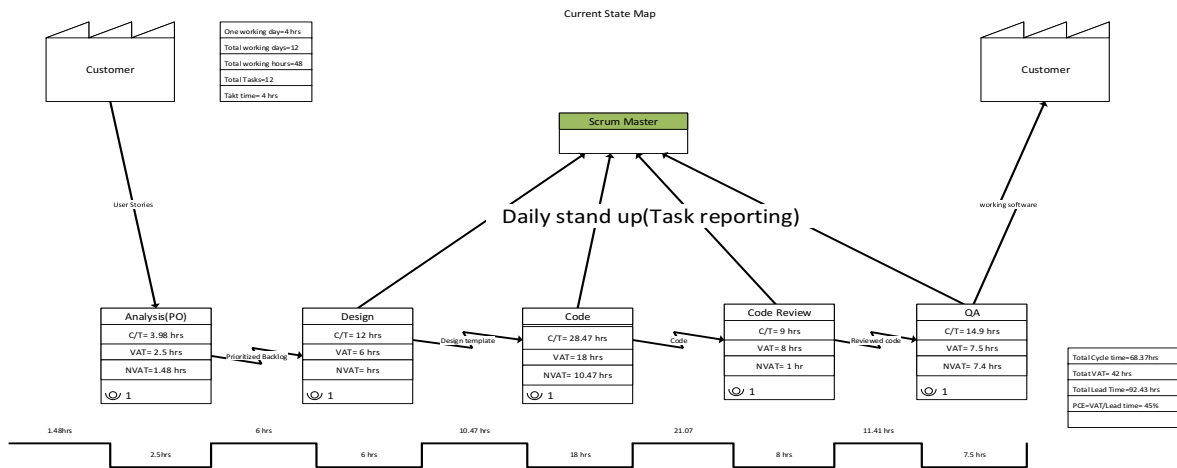 Current State Map
Customer
One working day=4 hrs
Total working days=12
Total working hours=48
Total Tasks=12
Takt time= 4 hrs
Customer
Scrum Master
User Stories
Daily stand up(Task reporting)
working software
Analysis(PO)
C/T= 3.98 hrs
VAT= 2.5 hrs
NVAT=1.48 hrs
1
Prioritized Backlog
Design
C/T= 12 hrs
VAT= 6 hrs
NVAT= hrs
1
Design template
Code
C/T= 28.47 hrs
VAT= 18 hrs
NVAT= 10.47 hrs
1
Code
Code Review
C/T= 9 hrs
VAT= 8 hrs
NVAT= 1 hr
1
Reviewed code
QA
C/T= 14.9 hrs
VAT= 7.5 hrs
NVAT= 7.4 hrs
1
Total Cycle time=68.37hrs
Totat VAT= 42 hrs
Total Lead Time=92.43 hrs
PCE=VAT/Lead time= 45%
1.48hrs
2.5hrs
6 hrs
6 hrs
10.47 hrs
18 hrs
21.07
8 hrs
11.41 hrs
7.5 hrs